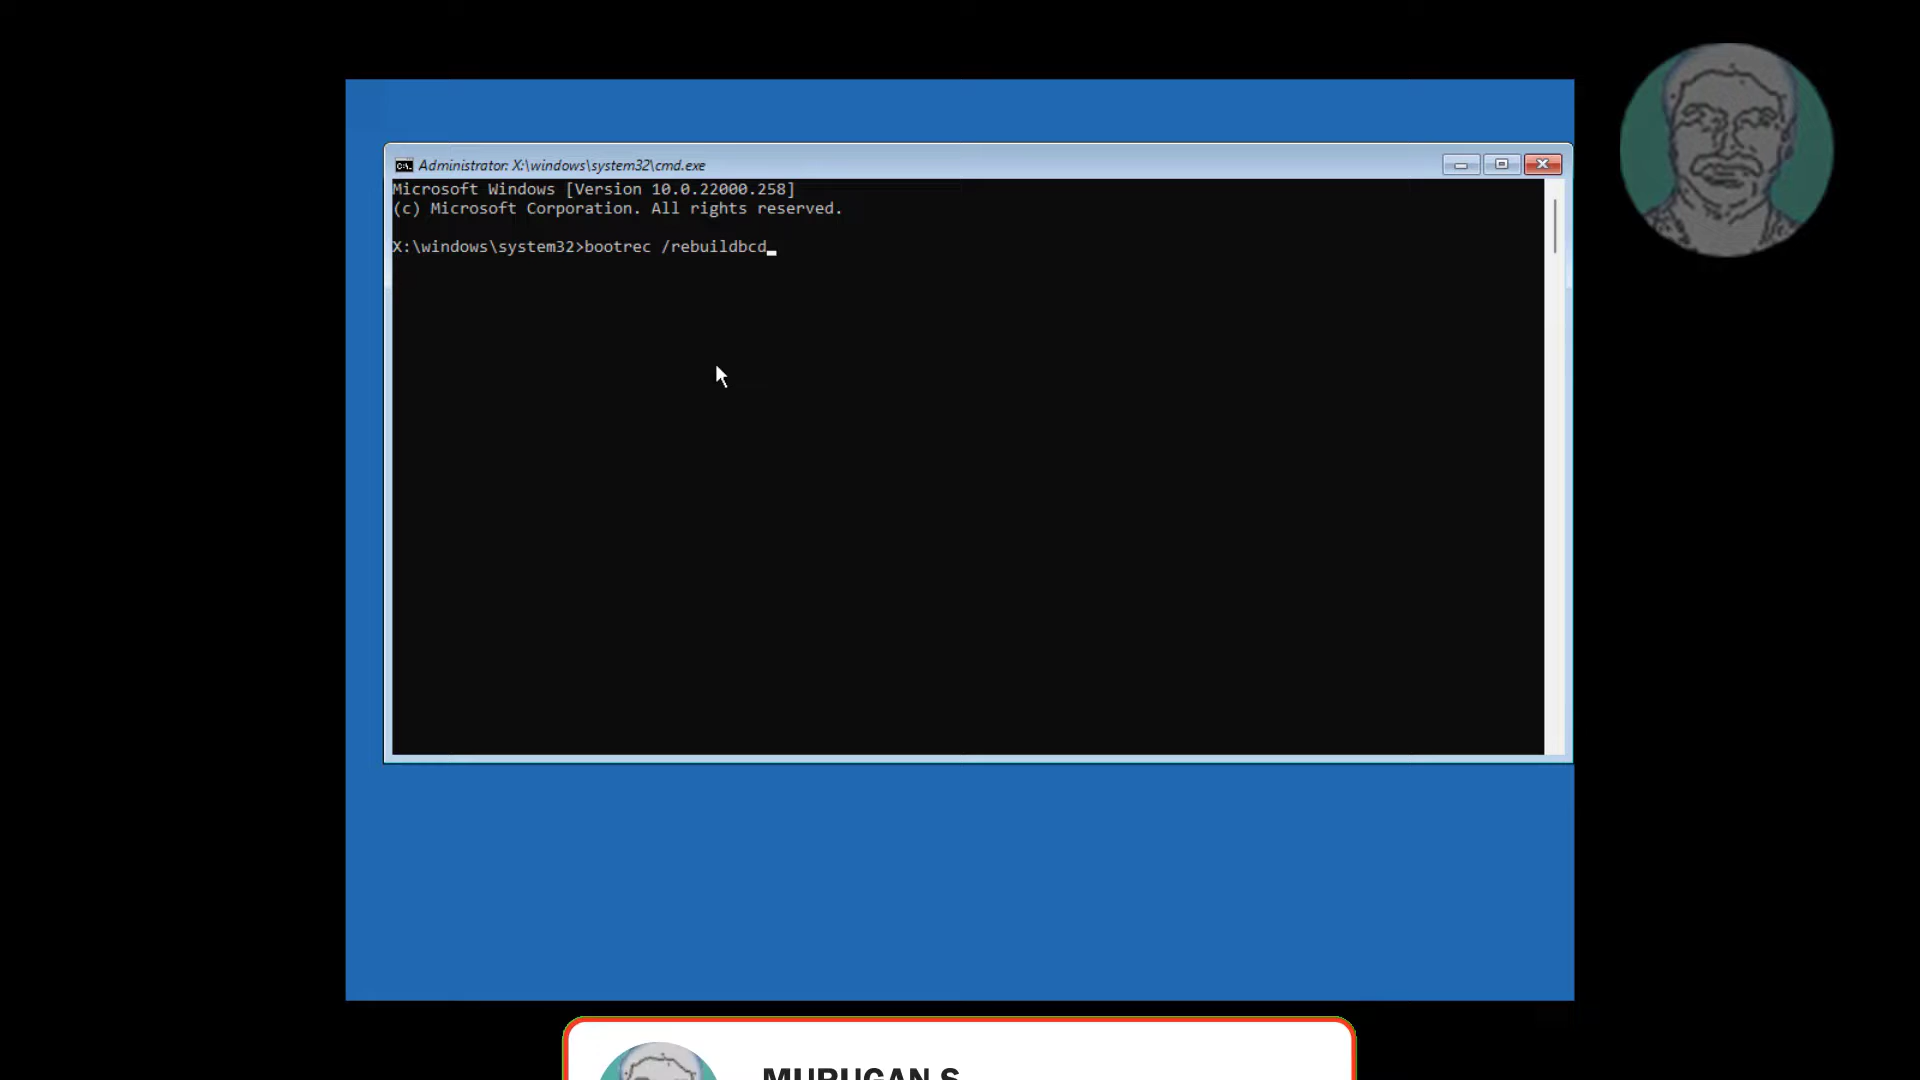 Administrator: X:\windows\system32\cmd.exe
Microsoft Windows [Version 10.0.22000.258]
(c) Microsoft Corporation. All rights reserved.
X:\windows\system32>bootrec /rebuildbcd
MURUGAN S